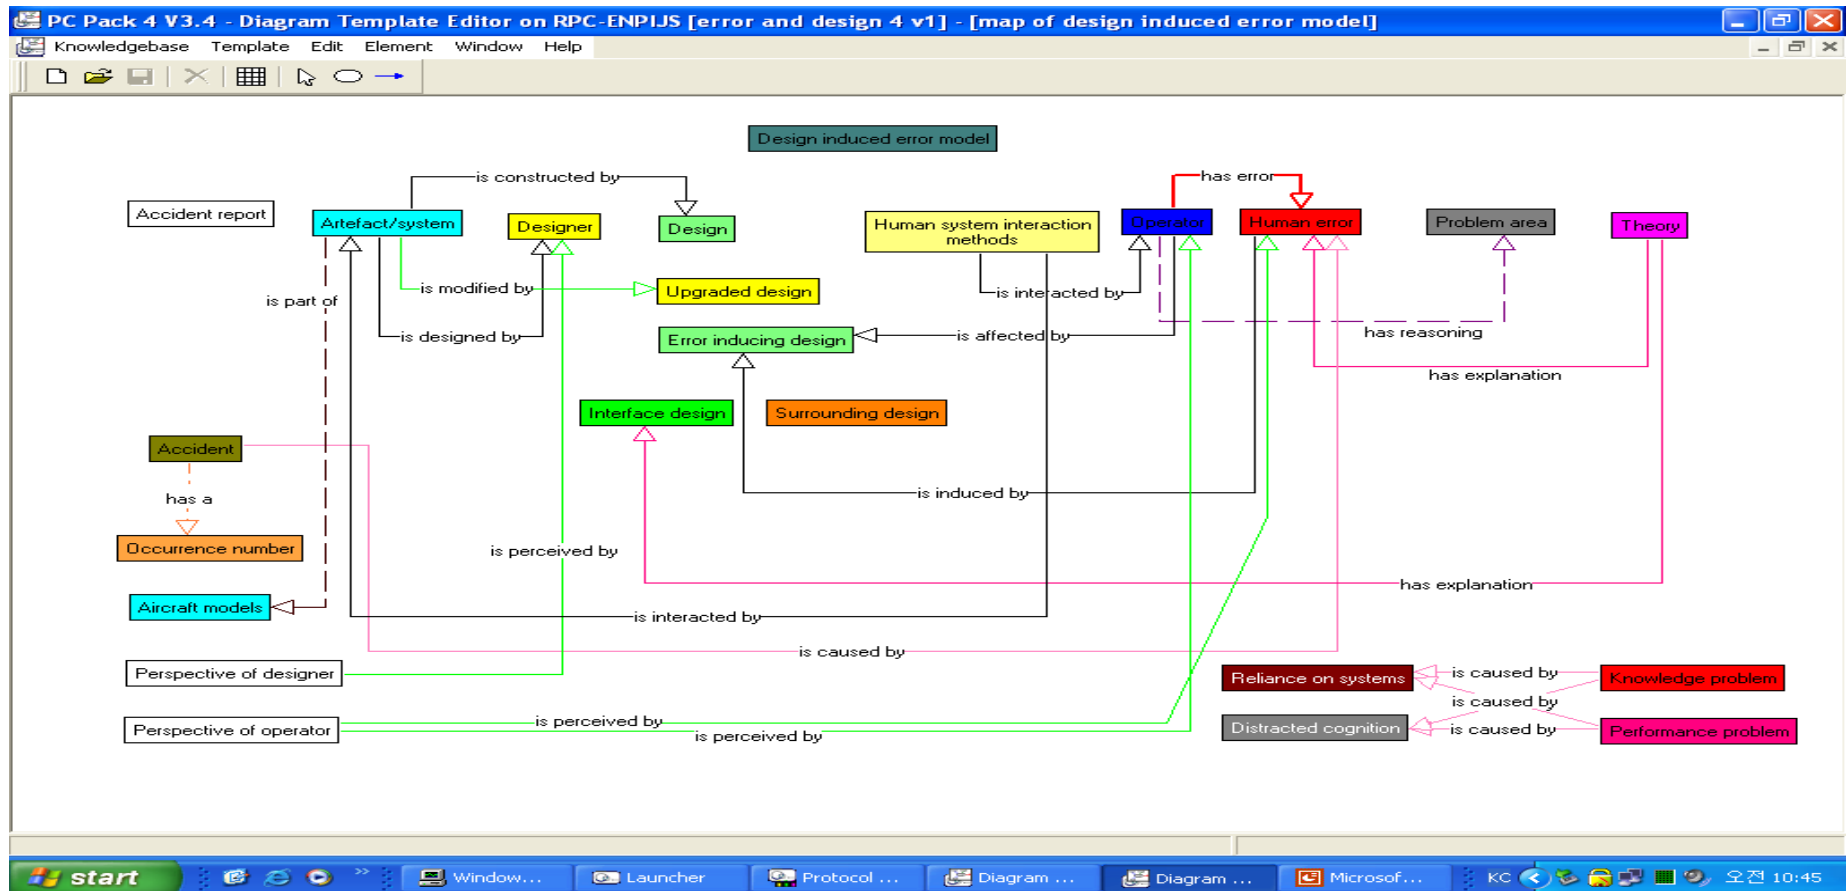 PC Pack 4 V3.4 - Diagram Template Editor on RPC-ENPIJS [error and design 4 v1] - [map of design induced error model]
Knowledgebase Template Edit Element Window Help
Design induced error model
is constructed by
has error
Accident report
Artefact/system
Designer
Design
Human system interaction
methods
Operator
Human error
Problem area
Theory
is part of
is modified by
Upgraded design
is interacted by
is designed by
Error inducing design
is affected by
has reasoning
has explanation
Interface design
Surrounding design
Accident
has a
is induced by
Occurrence number
is perceived by
has explanation
Aircraft models
is interacted by
is caused by
Perspective of designer
Reliance on systems
is caused by
Knowledge problem
is caused by
Perspective of operator
is perceived by
is perceived by
Distracted cognition
is caused by
Performance problem
start
Window...
Launcher
Protocol ...
Diagram ...
Diagram ...
Microsof...
KC
오전 10:45